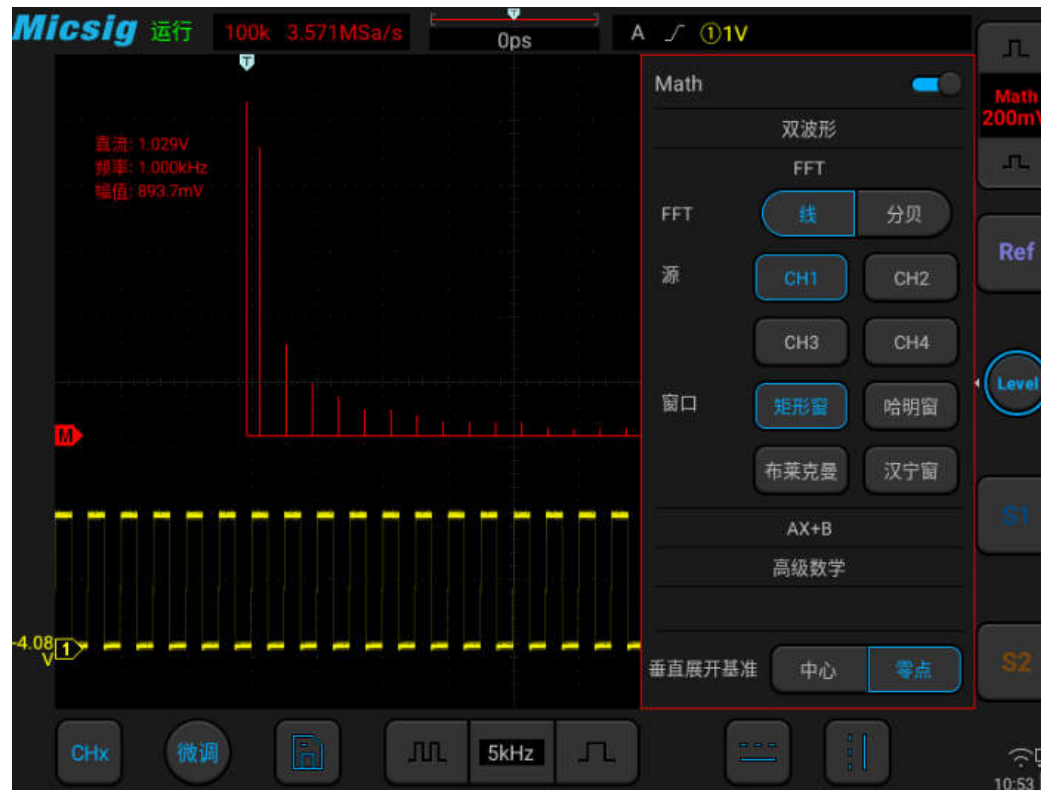 Micsig 运行 100k 3.571MSa/s T 0ps A ①1V
T
直流: 1.029V
频率: 1.000kHz
幅值: 893.7mV
M
-4.08 V 1
Math
双波形
FFT
FFT 线 分贝
源 CH1 CH2
CH3 CH4
窗口 矩形窗 哈明窗
布莱克曼 汉宁窗
AX+B
高级数学
垂直展开基准 中心 零点
Math
200mV
Ref
Level
S1
S2
CHx 微调 5kHz
10:53